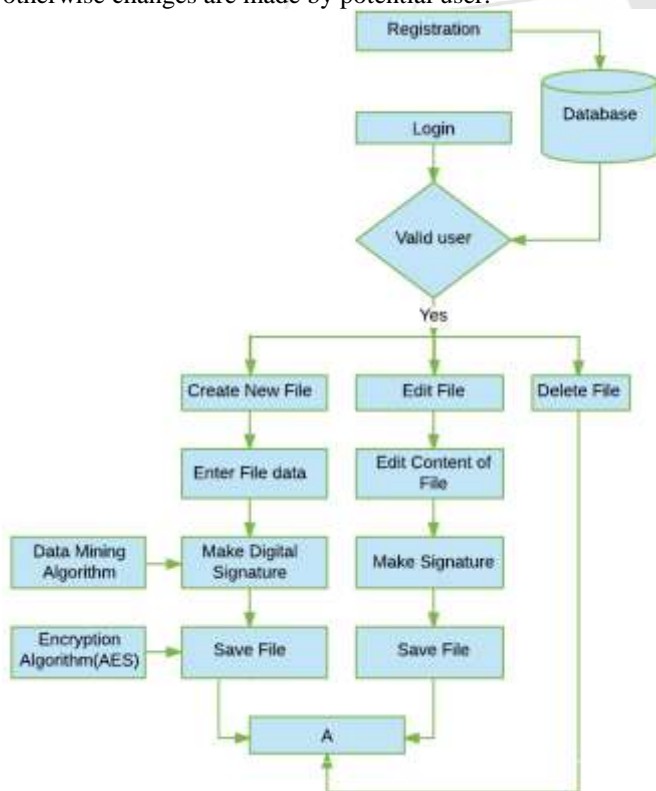 otherwise changes are made by potential user.
Registration
Database
Login
Valid user
Yes
Create New File
Edit File
Delete File
Enter File data
Edit Content of
File
Data Mining
Algorithm
Make Digital
Signature
Make Signature
Encryption
Algorithm(AES)
Save File
Save File
A